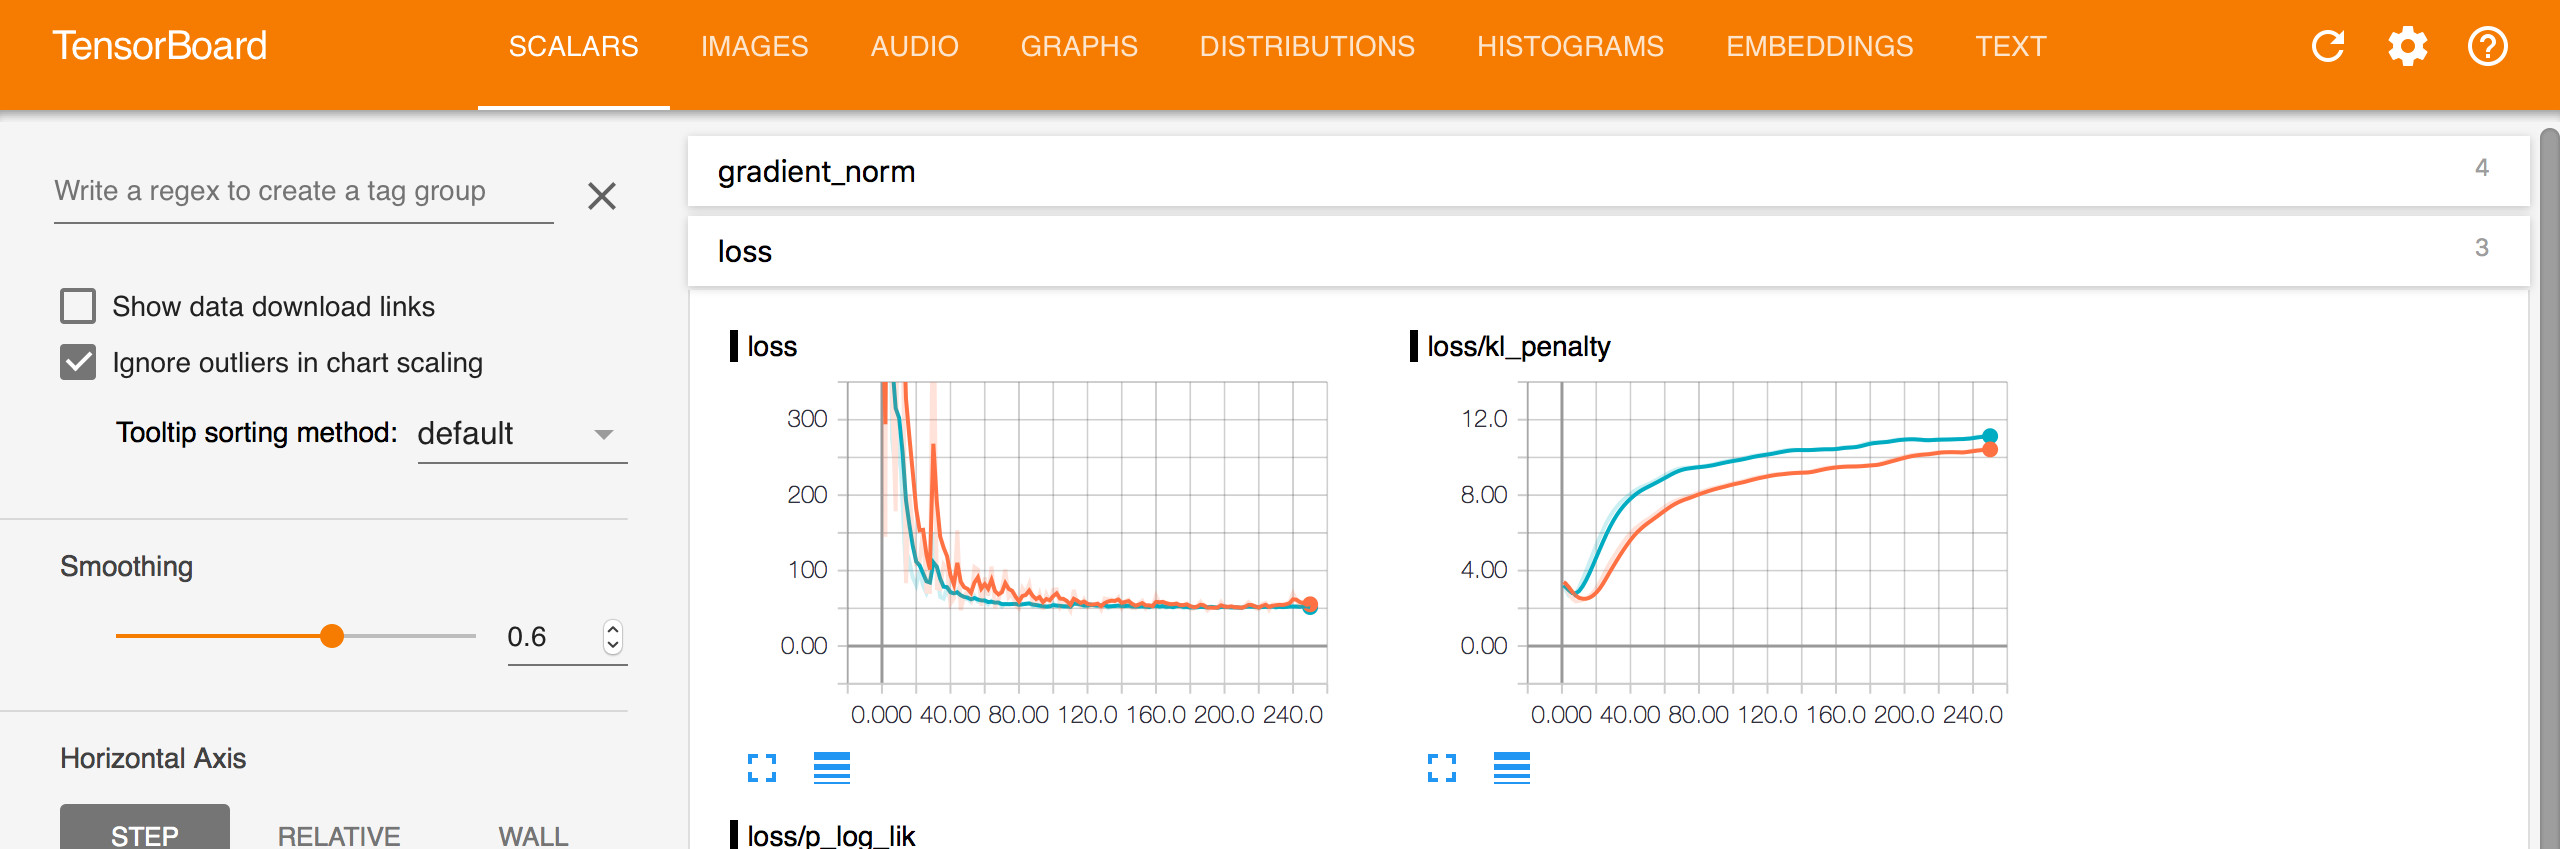 TensorBoard SCALARS IMAGES AUDIO GRAPHS DISTRIBUTIONS HISTOGRAMS EMBEDDINGS TEXT
Write a regex to create a tag group
Show data download links
Ignore outliers in chart scaling
Tooltip sorting method: default
Smoothing
0.6
Horizontal Axis
STEP RELATIVE WALL
gradient_norm 4
loss 3
loss
300
200
100
0.00
0.000 40.00 80.00 120.0 160.0 200.0 240.0
loss/kl_penalty
12.0
8.00
4.00
0.00
0.000 40.00 80.00 120.0 160.0 200.0 240.0
loss/p_log_lik